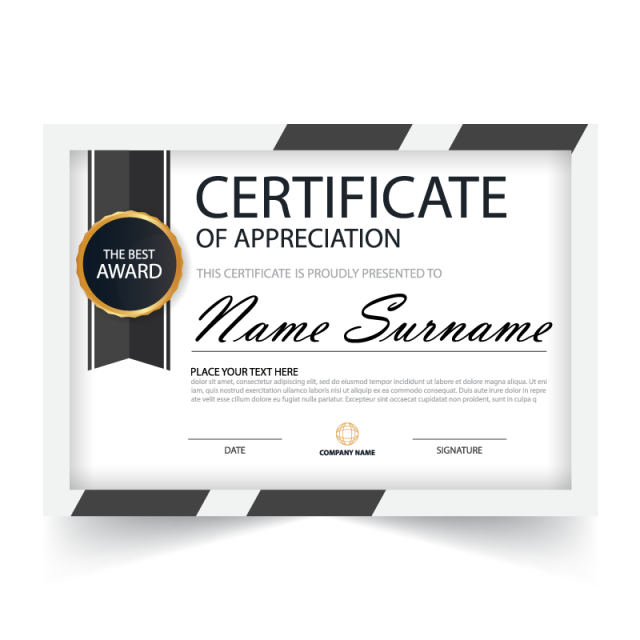 CERTIFICATE
OF APPRECIATION
THE BEST
AWARD
THIS CERTIFICATE IS PROUDLY PRESENTED TO
Name Surname
PLACE YOUR TEXT HERE
dolor sit amet, consectetur adipiscing elit, sed do eiusmod tempor incididunt ut labore et dolore magna aliqua. Ut eni
iam, quis nostrud exercitation ullamco laboris nisi ut aliquip ex ea commodo consequat. Duis aute irure dolor in repre
ate velit esse cillum dolore eu fugiat nulla pariatur. Excepteur sint occaecat cupidatat non proident, sunt in culpa q
DATE
COMPANY NAME
SIGNATURE